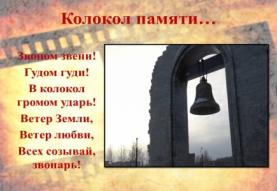 Колокол памяти…
Звоном звени!
Гудом гуди!
В колокол
громом ударь!
Ветер Земли,
Ветер любви,
Всех созывай,
звонарь!